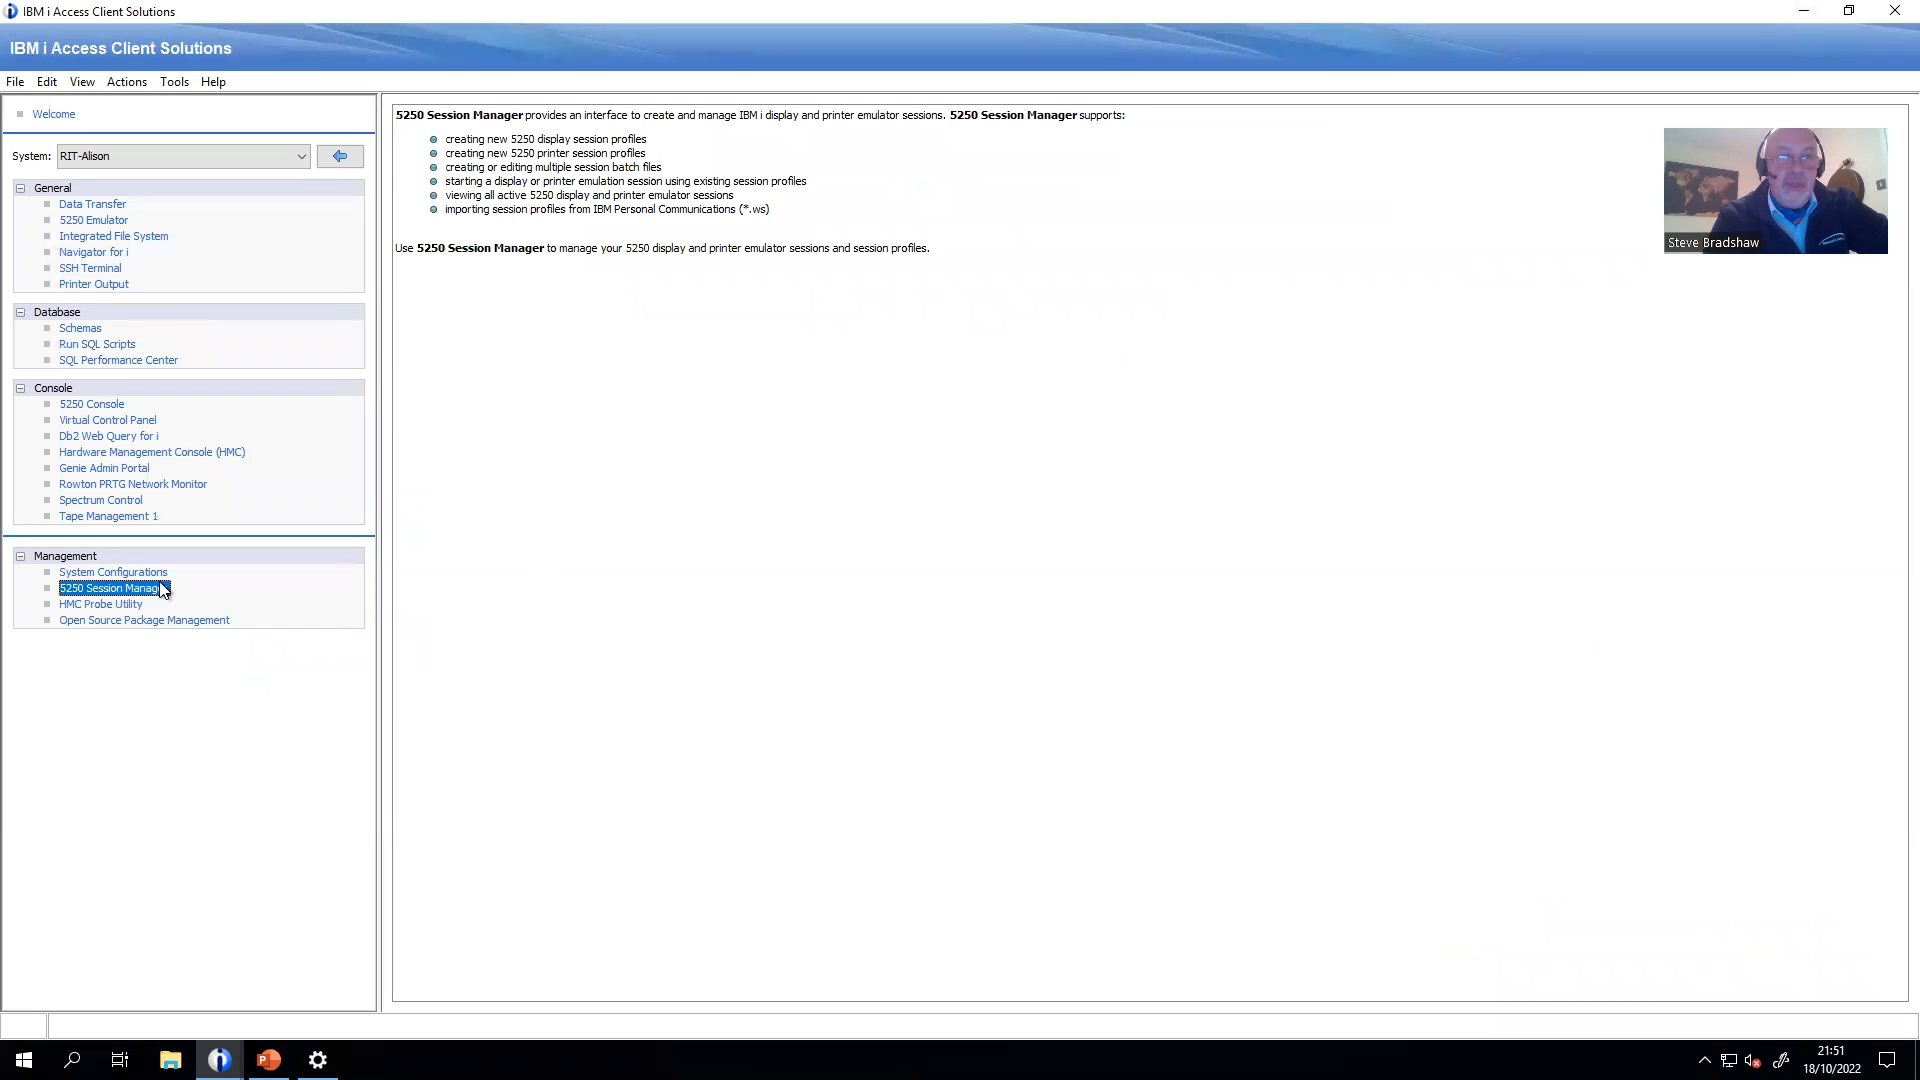 IBM i Access Client Solutions
IBM i Access Client Solutions
File Edit View Actions Tools Help
Welcome
System: RIT-Alison
General
Data Transfer
5250 Emulator
Integrated File System
Navigator for i
SSH Terminal
Printer Output
Database
Schemas
Run SQL Scripts
SQL Performance Center
Console
5250 Console
Virtual Control Panel
Db2 Web Query for i
Hardware Management Console (HMC)
Genie Admin Portal
Rowton PRTG Network Monitor
Spectrum Control
Tape Management 1
Management
System Configurations
5250 Session Manag
HMC Probe Utility
Open Source Package Management
5250 Session Manager provides an interface to create and manage IBM i display and printer emulator sessions. 5250 Session Manager supports:
creating new 5250 display session profiles
creating new 5250 printer session profiles
creating or editing multiple session batch files
starting a display or printer emulation session using existing session profiles
viewing all active 5250 display and printer emulator sessions
importing session profiles from IBM Personal Communications (*.ws)
Use 5250 Session Manager to manage your 5250 display and printer emulator sessions and session profiles.
Steve Bradshaw
21:51
18/10/2022